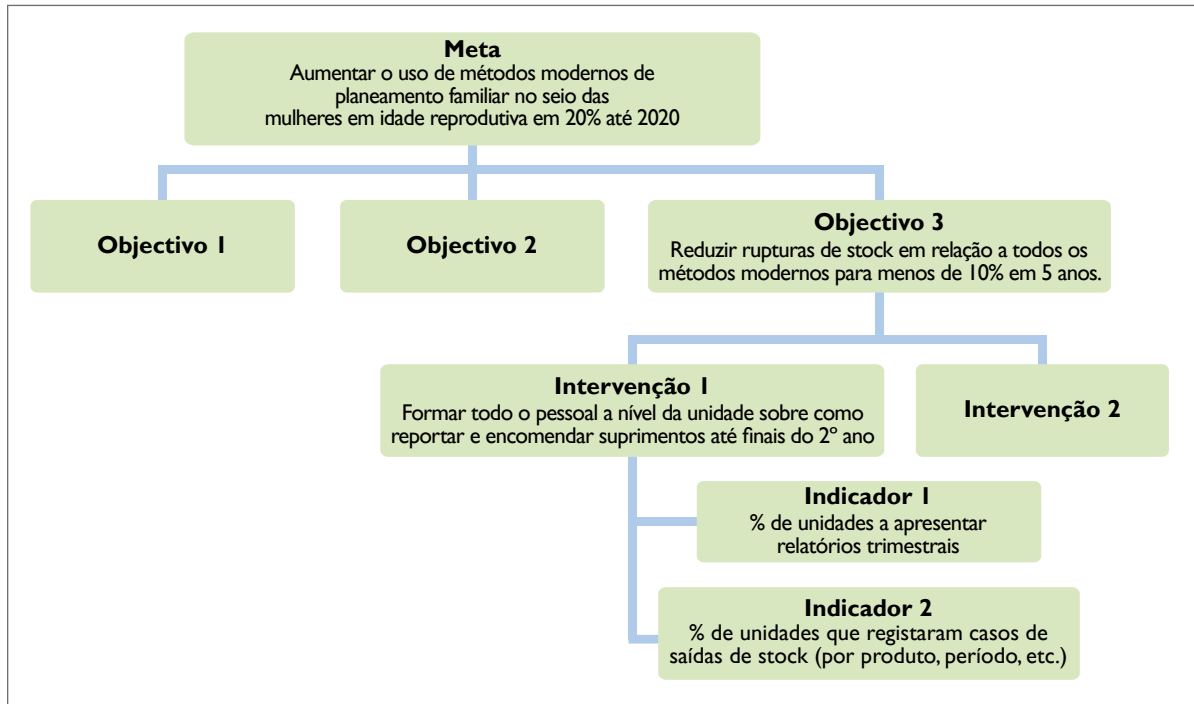 Meta
Aumentar o uso de métodos modernos de
planeamento familiar no seio das
mulheres em idade reprodutiva em 20% até 2020
Objectivo 1
Objectivo 2
Objectivo 3
Reduzir rupturas de stock em relação a todos os
métodos modernos para menos de 10% em 5 anos.
Intervenção 1
Formar todo o pessoal a nível da unidade sobre como
reportar e encomendar suprimentos até finais do 2º ano
Intervenção 2
Indicador 1
% de unidades a apresentar
relatórios trimestrais
Indicador 2
% de unidades que registaram casos de
saídas de stock (por produto, período, etc.)